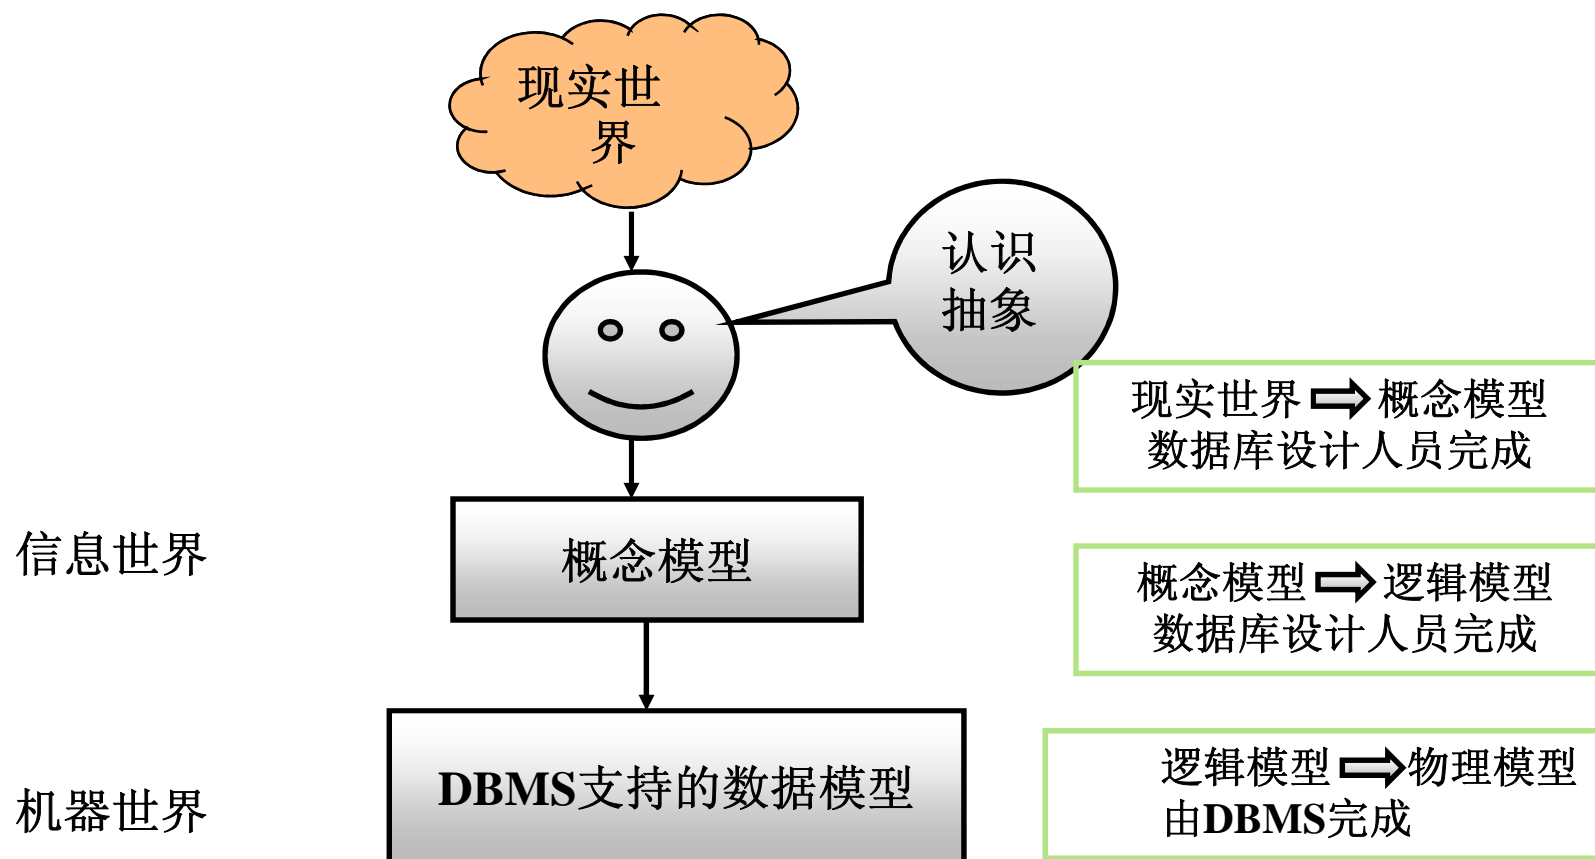 现实世
界
认识
抽象
现实世界 概念模型
数据库设计人员完成
信息世界
概念模型
概念模型 逻辑模型
数据库设计人员完成
机器世界
DBMS支持的数据模型
逻辑模型 物理模型
由DBMS完成